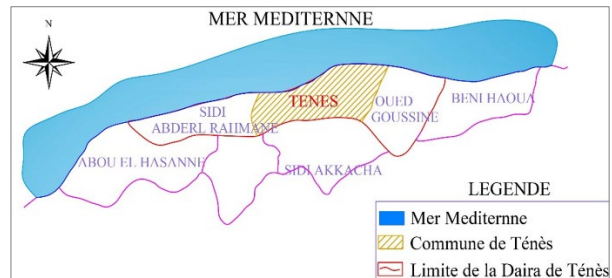 MER MEDITERNNE
N
BENI HAOUA
SIDI
TENES
OUED
ABDERL RAHMANE
GOUSSINE
ABOU EL HASANNE
SIDI AKKACHA
LEGENDE
Mer Mediternne
Commune de Ténès
Limite de la Daira de Ténès